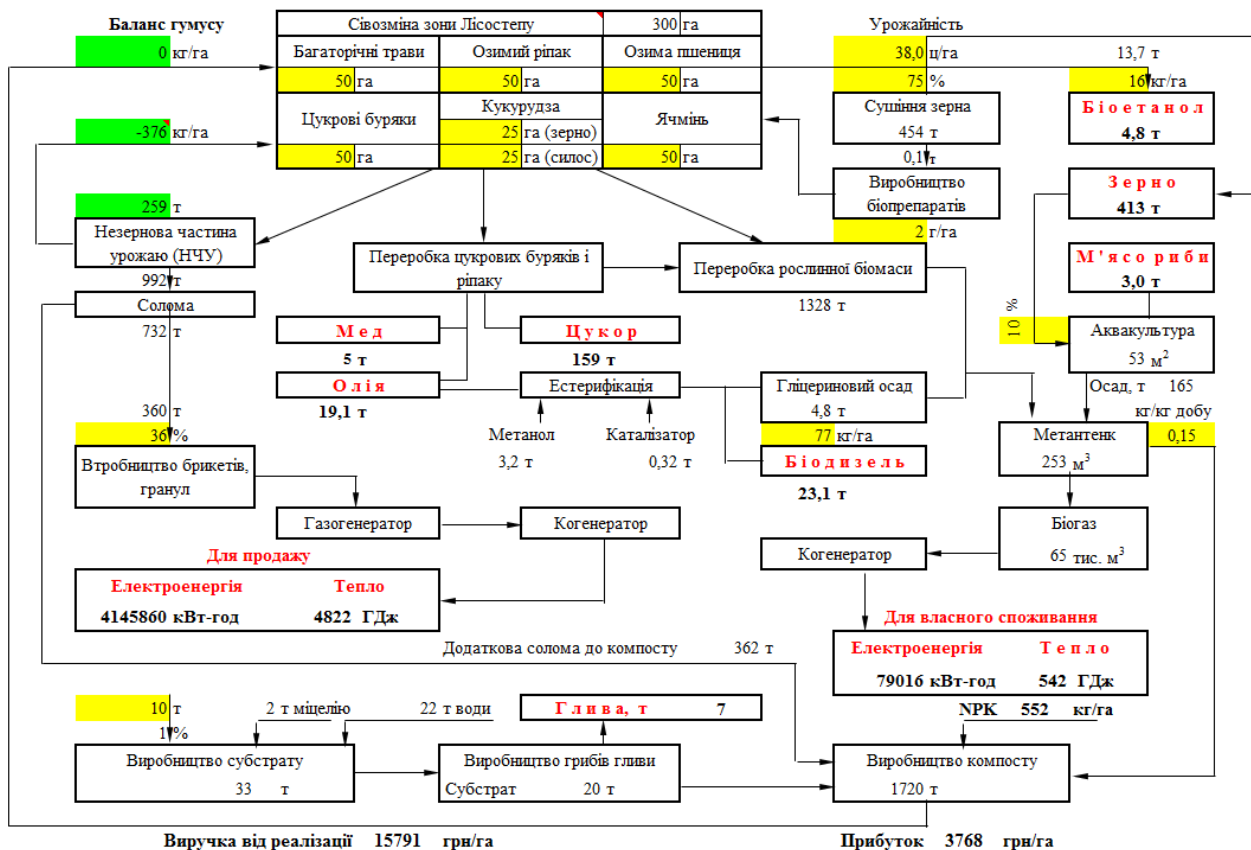 Баланс гумусу
0 кг/га
Сівозміна зони Лісостепу 300 га
Багаторічні трави Озимий ріпак Озима пшениця
50 га 50 га 50 га
Цукрові буряки Кукурудза Ячмінь
25 га (зерно)
50 га 25 га (силос) 50 га
Урожайність
38,0 ц/га 13,7 т
75 % 16 кг/га
Сушіння зерна
454 т
Біоетанол
4,8 т
0,1 т
-376 кг/га
Виробництво
біопрепаратів
2 г/га
Зерно
413 т
259 т
Незернова частина
урожаю (НЧУ)
992 т
Солома
732 т
Переробка цукрових буряків і
ріпаку
Переробка рослинної біомаси
1328 т
М'ясо риби
3,0 т
10 %
Аквакультура
53 м²
Осад, т 165
Мед
5 т
Цукор
159 т
Олія
19,1 т
Естерифікація
Гліцериновий осад
4,8 т
77 кг/га
Метанол
3,2 т
Каталізатор
0,32 т
Біодизель
23,1 т
кг/кг добу
0,15
Метантенк
253 м³
360 т
36 %
Втробництво брикетів,
гранул
Газогенератор
Когенератор
Біогаз
65 тис. м³
Когенератор
Для продажу
Електроенергія Тепло
4145860 кВт-год 4822 ГДж
Для власного споживання
Електроенергія Тепло
79016 кВт-год 542 ГДж
Додаткова солома до компосту 362 т
NPK 552 кг/га
10 т
1 %
2 т міцелію
22 т води
Глива, т 7
Виробництво субстрату
33 т
Виробництво грибів гливи
Субстрат 20 т
Виробництво компосту
1720 т
Виручка від реалізації 15791 грн/га
Прибуток 3768 грн/га